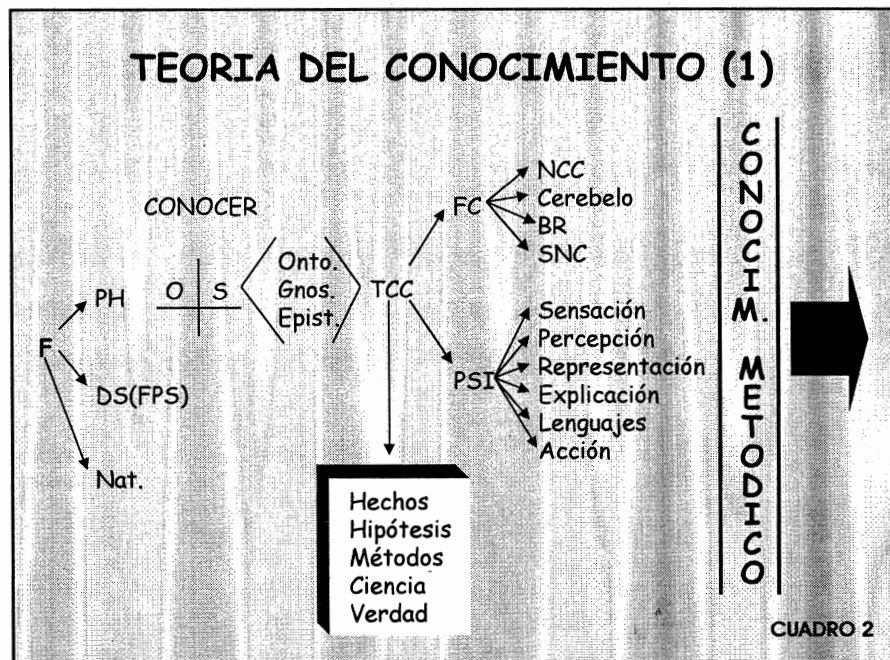 TEORIA DEL CONOCIMIENTO (1)
CONOCER
F
PH
DS(FPS)
Nat.
O S
Onto.
Gnos.
Epist.
TCC
FC
NCC
Cerebelo
BR
SNC
PSI
Sensación
Percepción
Representación
Explicación
Lenguajes
Acción
Hechos
Hipótesis
Métodos
Ciencia
Verdad
CONOCIM. METODICO
CUADRO 2